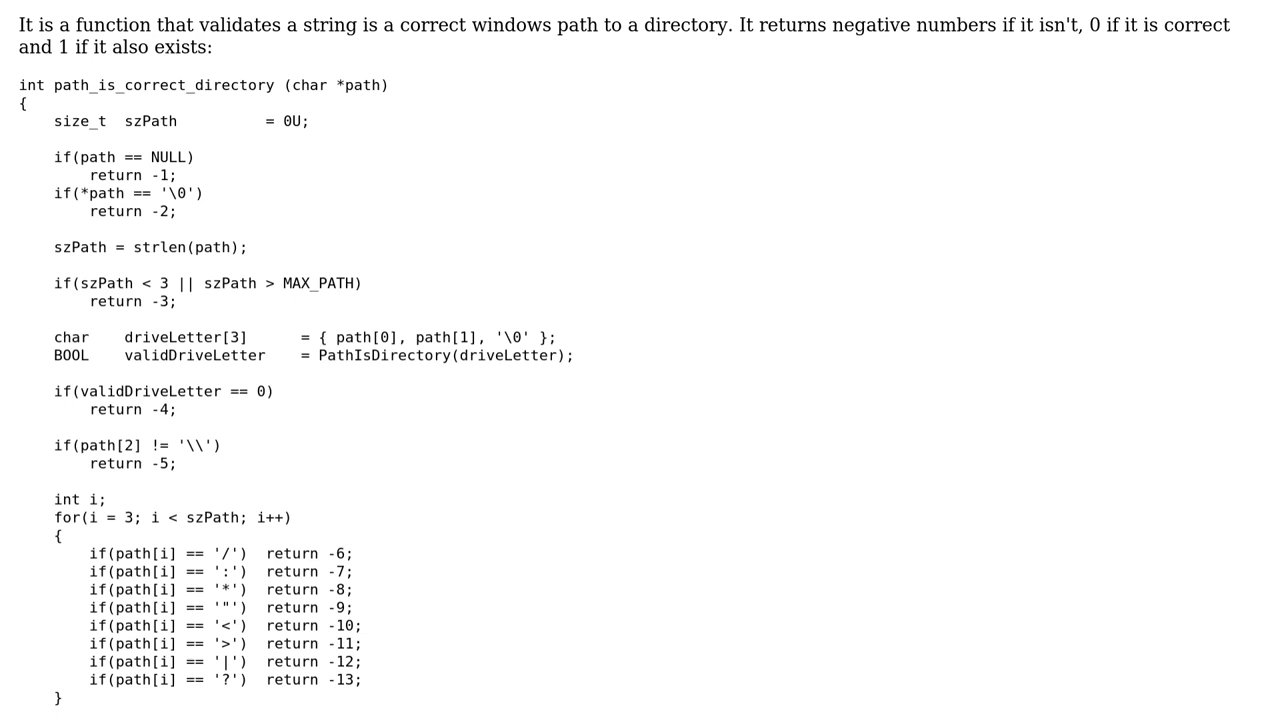 It is a function that validates a string is a correct windows path to a directory. It returns negative numbers if it isn't, 0 if it is correct
and 1 if it also exists:
int path_is_correct_directory (char *path)
{
    size_t  szPath          = 0U;
    if(path == NULL)
        return -1;
    if(*path == '\0')
        return -2;
    szPath = strlen(path);
    if(szPath < 3 || szPath > MAX_PATH)
        return -3;
    char    driveLetter[3]      = { path[0], path[1], '\0' };
    BOOL    validDriveLetter    = PathIsDirectory(driveLetter);
    if(validDriveLetter == 0)
        return -4;
    if(path[2] != '\\')
        return -5;
    int i;
    for(i = 3; i < szPath; i++)
    {
        if(path[i] == '/')  return -6;
        if(path[i] == ':')  return -7;
        if(path[i] == '*')  return -8;
        if(path[i] == '"')  return -9;
        if(path[i] == '<')  return -10;
        if(path[i] == '>')  return -11;
        if(path[i] == '|')  return -12;
        if(path[i] == '?')  return -13;
    }